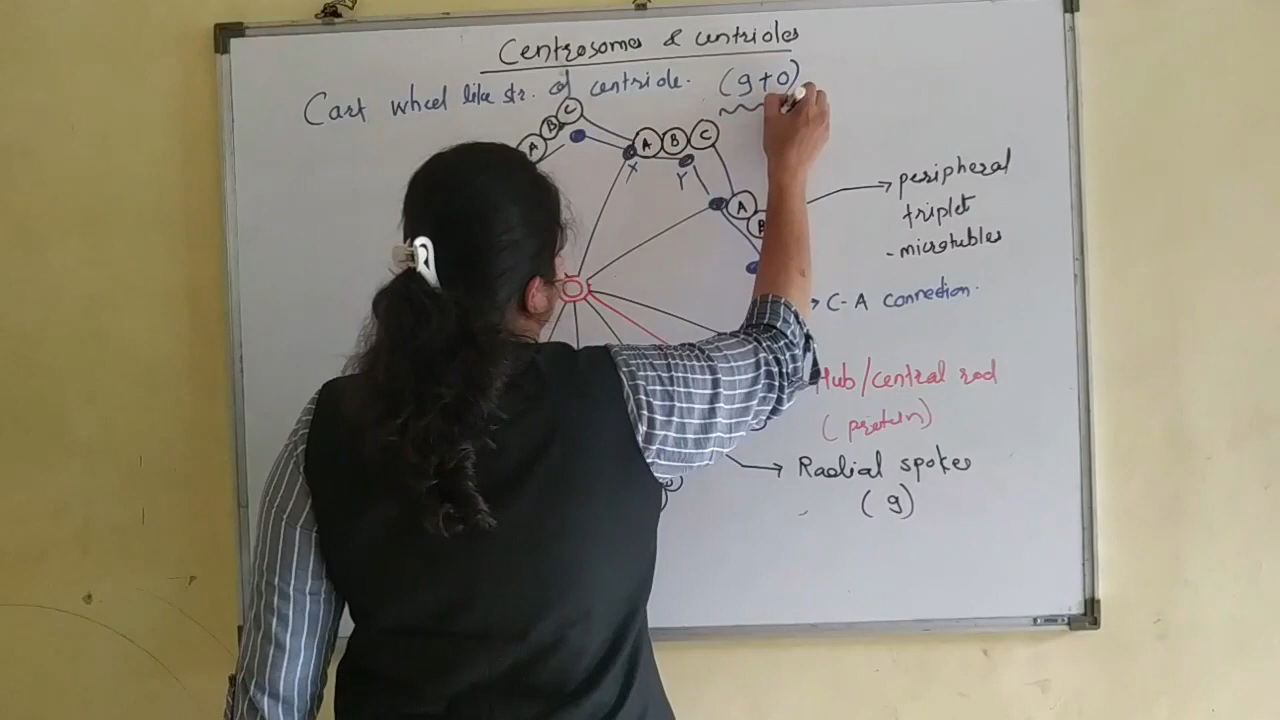 Centrosomes & centrioles
Cart wheel like str. of centriole. (9+0)
A B C
A B C
X
Y
A
B
peripheral
triplet
microtubles
C-A connection.
Hub/central rod
(protein)
Radial spokes
(9)